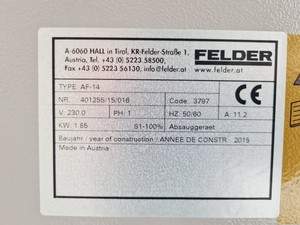 A-6060 HALL in Tirol, KR-Felder-Straße 1,
Austria, Tel. +43 (0) 5223 58500,
Fax +43 (0) 5223 56130, info@felder.at
FELDER
www.felder.at
TYPE AF-14
NR. 401255/15/016 Code: 3797
V: 230.0 PH: 1 HZ: 50/60 A: 11.2
KW: 1.85 S1-100% Absauggeraet
CE
Baujahr / year of construction / ANNEE DE CONSTR. 2015
Made in Austria